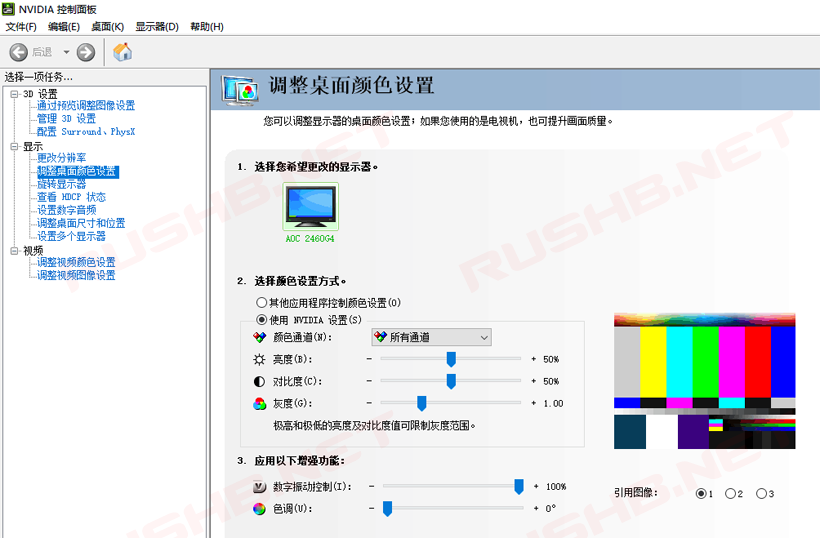 NVIDIA 控制面板
文件(F) 编辑(E) 桌面(K) 显示器(D) 帮助(H)
后退
选择一项任务...
3D 设置
通过预览调整图像设置
管理 3D 设置
配置 Surround、PhysX
显示
更改分辨率
调整桌面颜色设置
旋转显示器
查看 HDCP 状态
设置数字音频
调整桌面尺寸和位置
设置多个显示器
视频
调整视频颜色设置
调整视频图像设置
调整桌面颜色设置
您可以调整显示器的桌面颜色设置；如果您使用的是电视机，也可提升画面质量。
1. 选择您希望更改的显示器。
AOC 2460G4
2. 选择颜色设置方式。
其他应用程序控制颜色设置(O)
使用 NVIDIA 设置(S)
颜色通道(N)： 所有通道
亮度(B)： - + 50%
对比度(C)： - + 50%
灰度(G)： - + 1.00
极高和极低的亮度及对比度值可限制灰度范围。
3. 应用以下增强功能：
数字振动控制(I)： - + 100%
色调(U)： - + 0°
引用图像： 1 2 3
RUSHB.NET
RUSHB.NET
RUSHB.NET
RUSHB.NET